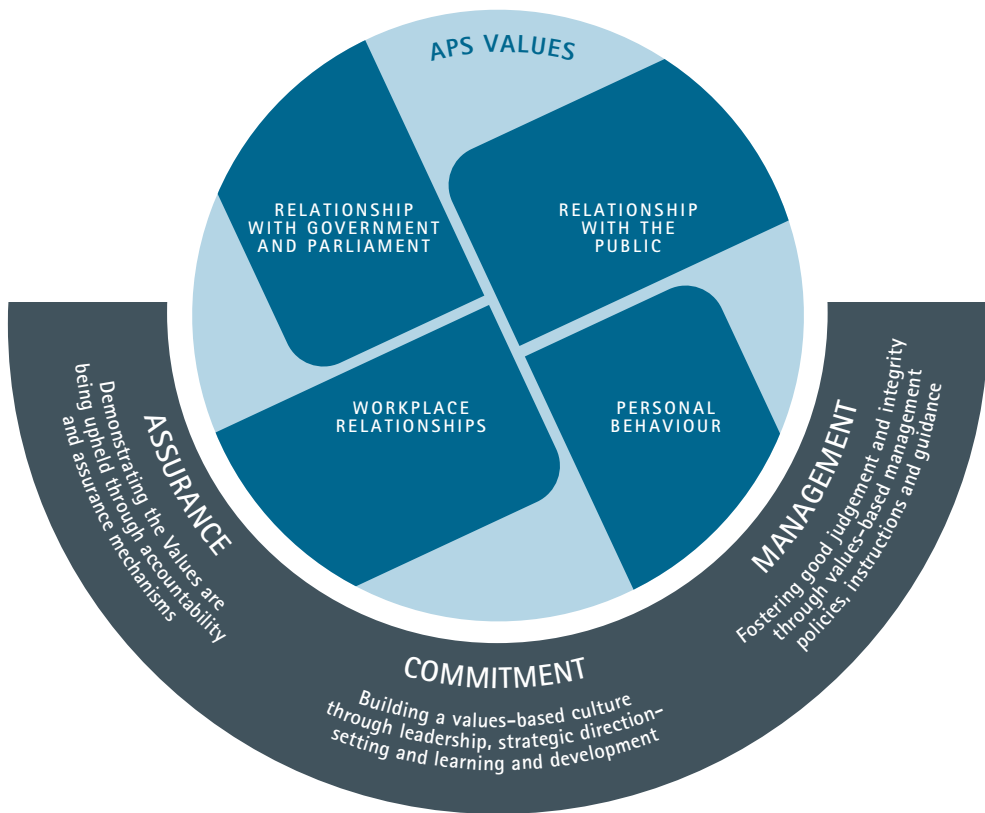 APS VALUES
RELATIONSHIP
WITH GOVERNMENT
AND PARLIAMENT
RELATIONSHIP
WITH THE
PUBLIC
WORKPLACE
RELATIONSHIPS
PERSONAL
BEHAVIOUR
ASSURANCE
Demonstrating the Values are
being upheld through accountability
and assurance mechanisms
COMMITMENT
Building a values-based culture
through leadership, strategic direction-
setting and learning and development
MANAGEMENT
Fostering good judgement and integrity
through values-based management
policies, instructions and guidance